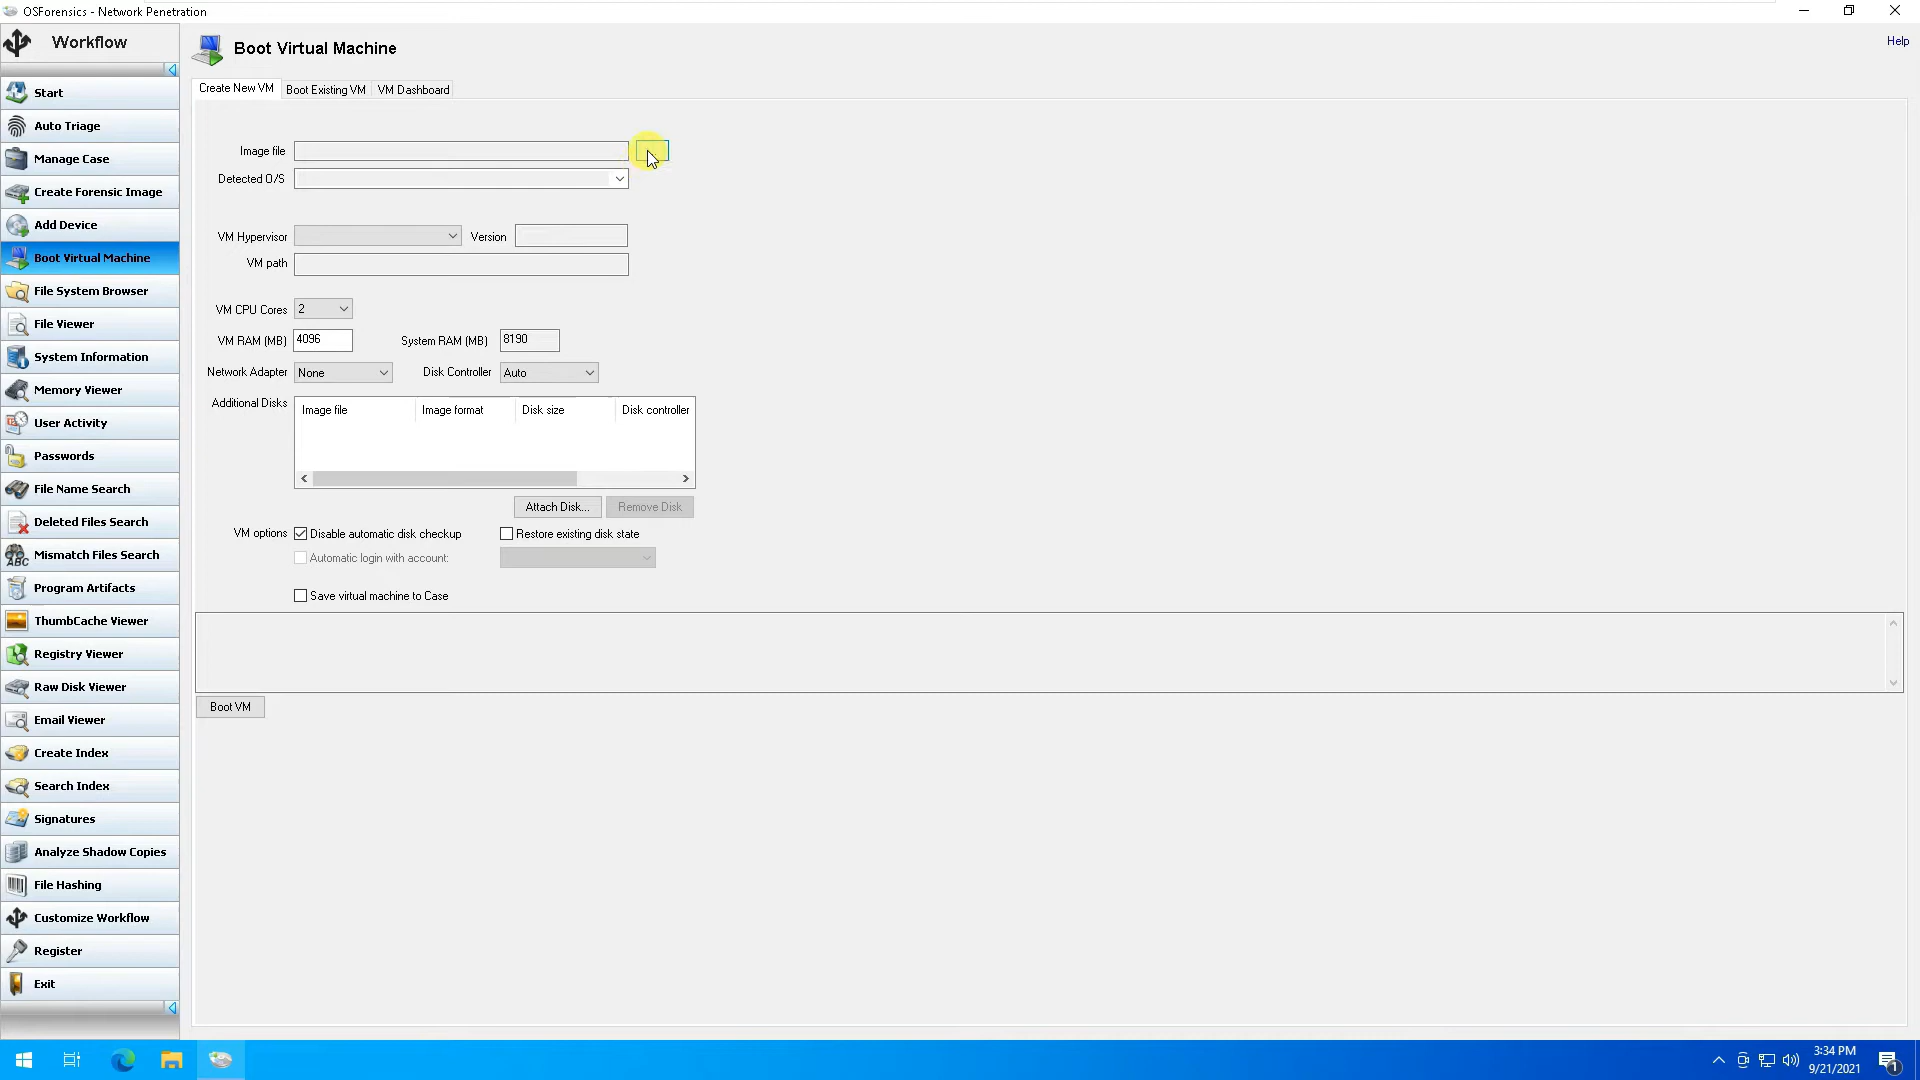 OSForensics - Network Penetration
Workflow
Start
Auto Triage
Manage Case
Create Forensic Image
Add Device
Boot Virtual Machine
File System Browser
File Viewer
System Information
Memory Viewer
User Activity
Passwords
File Name Search
Deleted Files Search
Mismatch Files Search
Program Artifacts
ThumbCache Viewer
Registry Viewer
Raw Disk Viewer
Email Viewer
Create Index
Search Index
Signatures
Analyze Shadow Copies
File Hashing
Customize Workflow
Register
Exit
Boot Virtual Machine
Help
Create New VM Boot Existing VM VM Dashboard
Image file
Detected O/S
VM Hypervisor Version
VM path
VM CPU Cores 2
VM RAM (MB) 4096 System RAM (MB) 8190
Network Adapter None Disk Controller Auto
Additional Disks Image file Image format Disk size Disk controller
Attach Disk... Remove Disk
VM options Disable automatic disk checkup Restore existing disk state
Automatic login with account:
Save virtual machine to Case
Boot VM
3:34 PM
9/21/2021
1